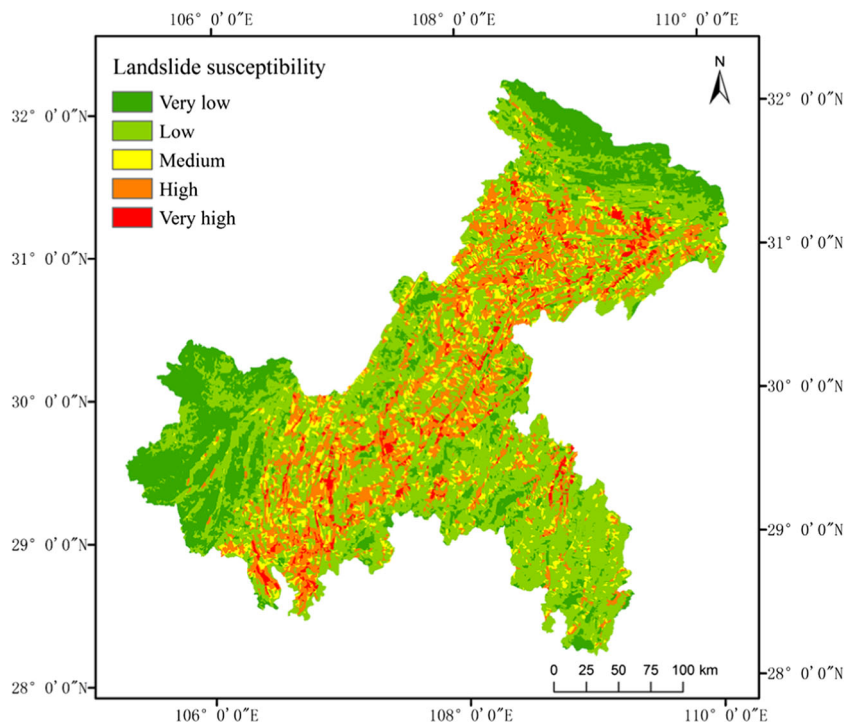 106° 0′0″E 108° 0′0″E 110° 0′0″E
N
Landslide susceptibility
Very low
Low
Medium
High
Very high
32° 0′0″N 32° 0′0″N
31° 0′0″N 31° 0′0″N
30° 0′0″N 30° 0′0″N
29° 0′0″N 29° 0′0″N
0 25 50 75 100 km
28° 0′0″N 28° 0′0″N
106° 0′0″E 108° 0′0″E 110° 0′0″E